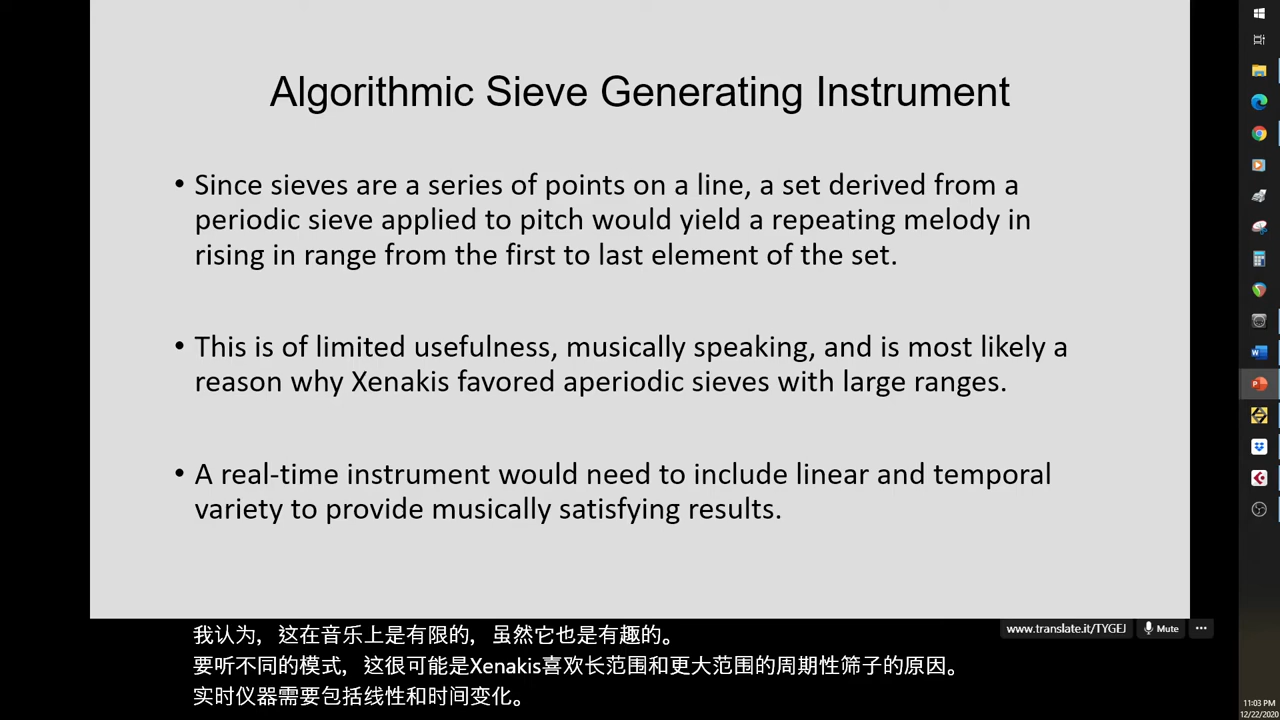 Algorithmic Sieve Generating Instrument
• Since sieves are a series of points on a line, a set derived from a
periodic sieve applied to pitch would yield a repeating melody in
rising in range from the first to last element of the set.
• This is of limited usefulness, musically speaking, and is most likely a
reason why Xenakis favored aperiodic sieves with large ranges.
• A real-time instrument would need to include linear and temporal
variety to provide musically satisfying results.
我认为，这在音乐上是有限的，虽然它也是有趣的。
要听不同的模式，这很可能是Xenakis喜欢长范围和更大范围的周期性筛子的原因。
实时仪器需要包括线性和时间变化。
www.translate.it/TYGEJ
Mute
11:03 PM
12/22/2020